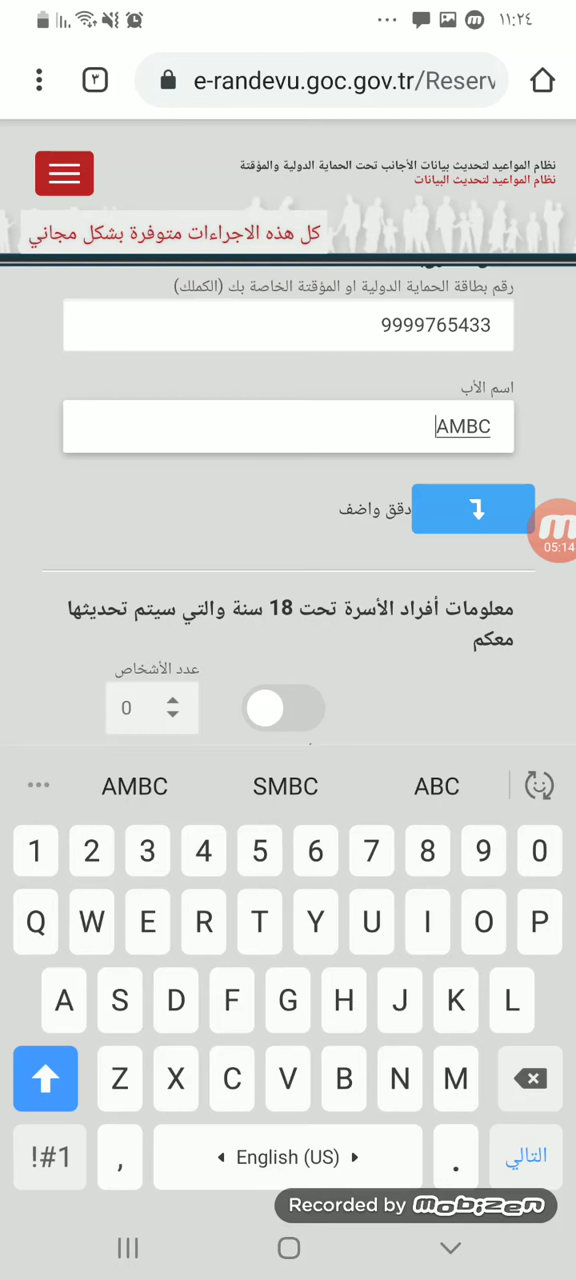 ١١:٢٤
٣
e-randevu.goc.gov.tr/Reserv
نظام المواعيد لتحديث بيانات الأجانب تحت الحماية الدولية والمؤقتة
نظام المواعيد لتحديث البيانات
كل هذه الاجراءات متوفرة بشكل مجاني
رقم بطاقة الحماية الدولية او المؤقتة الخاصة بك (الكملك)
9999765433
اسم الأب
AMBC
دقق واضف
05:14
معلومات أفراد الأسرة تحت 18 سنة والتي سيتم تحديثها
معكم
عدد الأشخاص
0
AMBC SMBC ABC
1 2 3 4 5 6 7 8 9 0
Q W E R T Y U I O P
A S D F G H J K L
Z X C V B N M
!#1 , English (US) . التالي
Recorded by mobizen